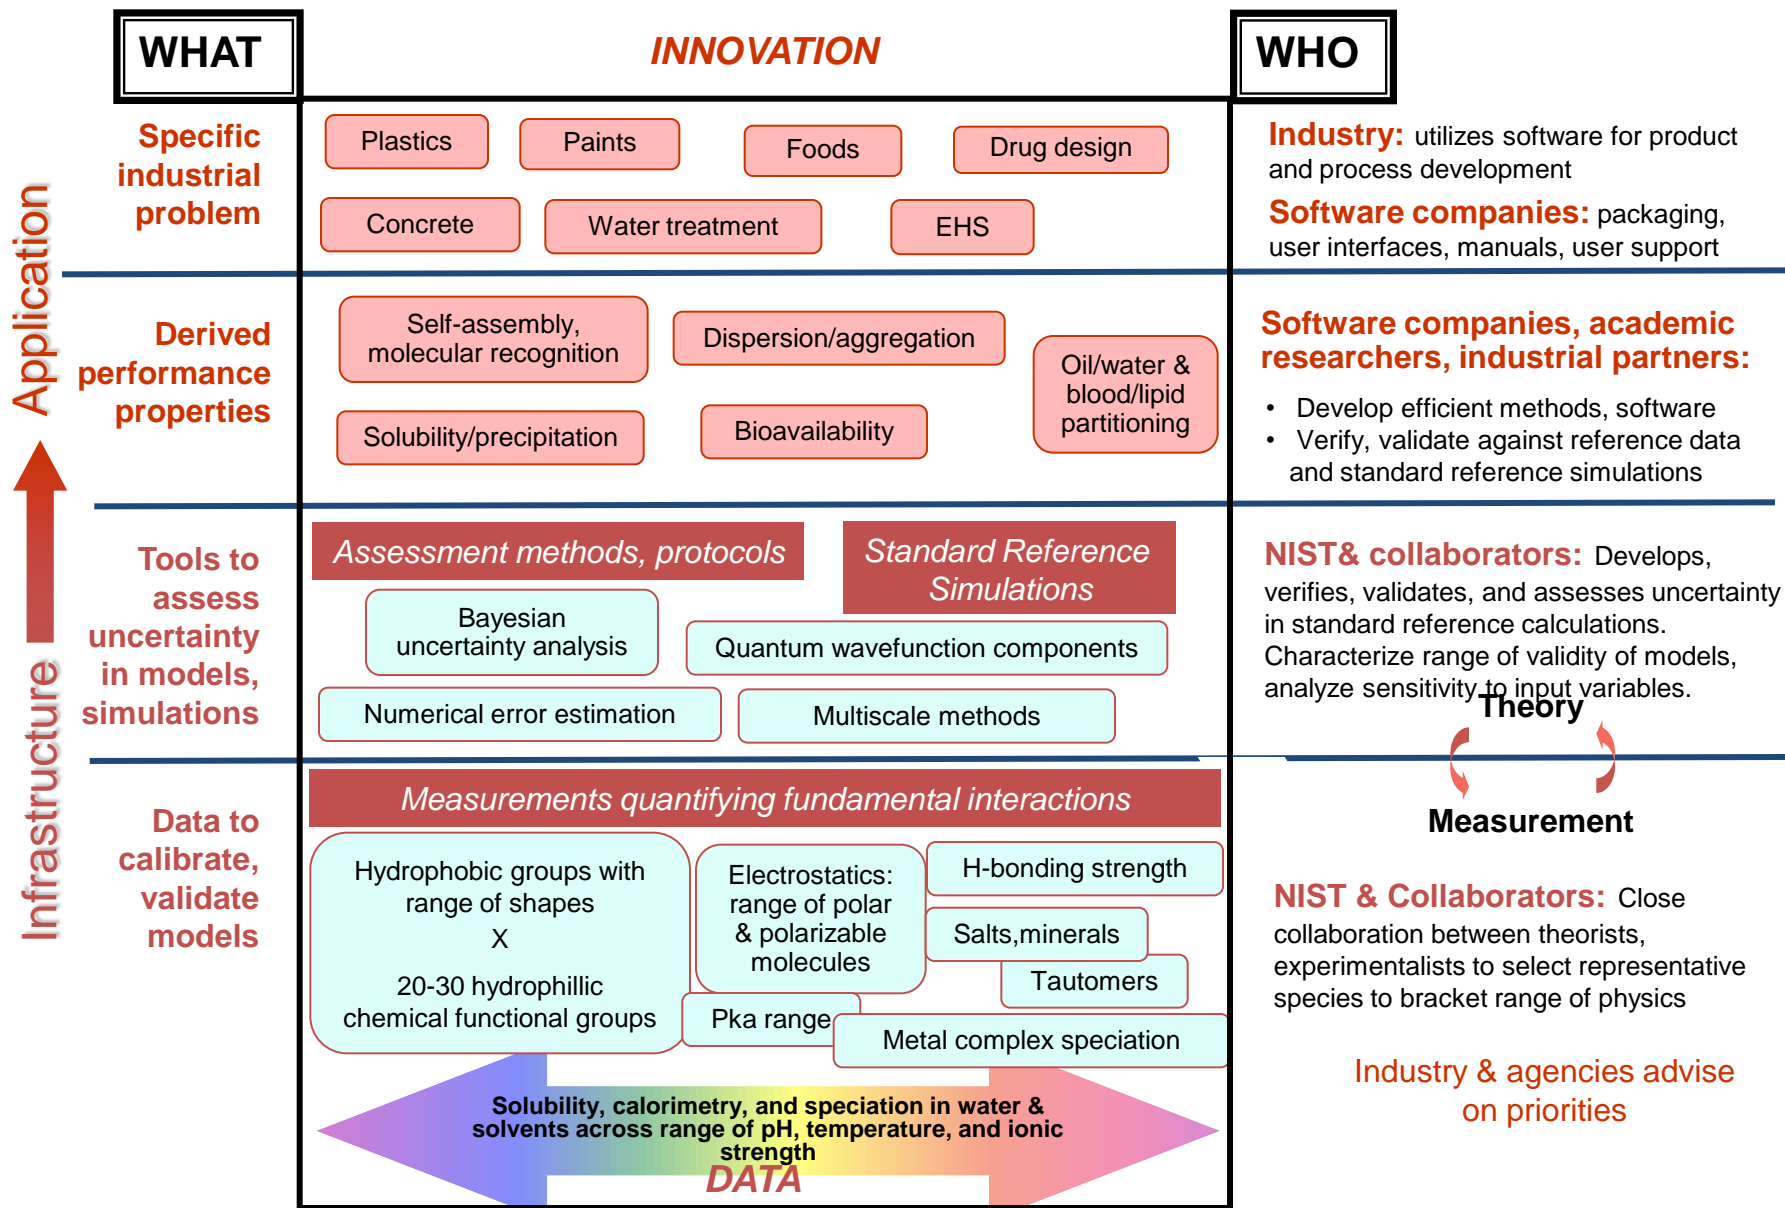 WHAT
INNOVATION
WHO
Application
Infrastructure
Specific
industrial
problem
Plastics
Paints
Foods
Drug design
Concrete
Water treatment
EHS
Industry: utilizes software for product
and process development
Software companies: packaging,
user interfaces, manuals, user support
Derived
performance
properties
Self-assembly,
molecular recognition
Dispersion/aggregation
Oil/water &
blood/lipid
partitioning
Solubility/precipitation
Bioavailability
Software companies, academic
researchers, industrial partners:
• Develop efficient methods, software
• Verify, validate against reference data
and standard reference simulations
Tools to
assess
uncertainty
in models,
simulations
Assessment methods, protocols
Standard Reference
Simulations
Bayesian
uncertainty analysis
Quantum wavefunction components
Numerical error estimation
Multiscale methods
NIST& collaborators: Develops,
verifies, validates, and assesses uncertainty
in standard reference calculations.
Characterize range of validity of models,
analyze sensitivity to input variables.
Theory
Measurement
Data to
calibrate,
validate
models
Measurements quantifying fundamental interactions
Hydrophobic groups with
range of shapes
X
20-30 hydrophillic
chemical functional groups
Electrostatics:
range of polar
& polarizable
molecules
H-bonding strength
Salts,minerals
Tautomers
Pka range
Metal complex speciation
NIST & Collaborators: Close
collaboration between theorists,
experimentalists to select representative
species to bracket range of physics
Industry & agencies advise
on priorities
Solubility, calorimetry, and speciation in water &
solvents across range of pH, temperature, and ionic
strength
DATA